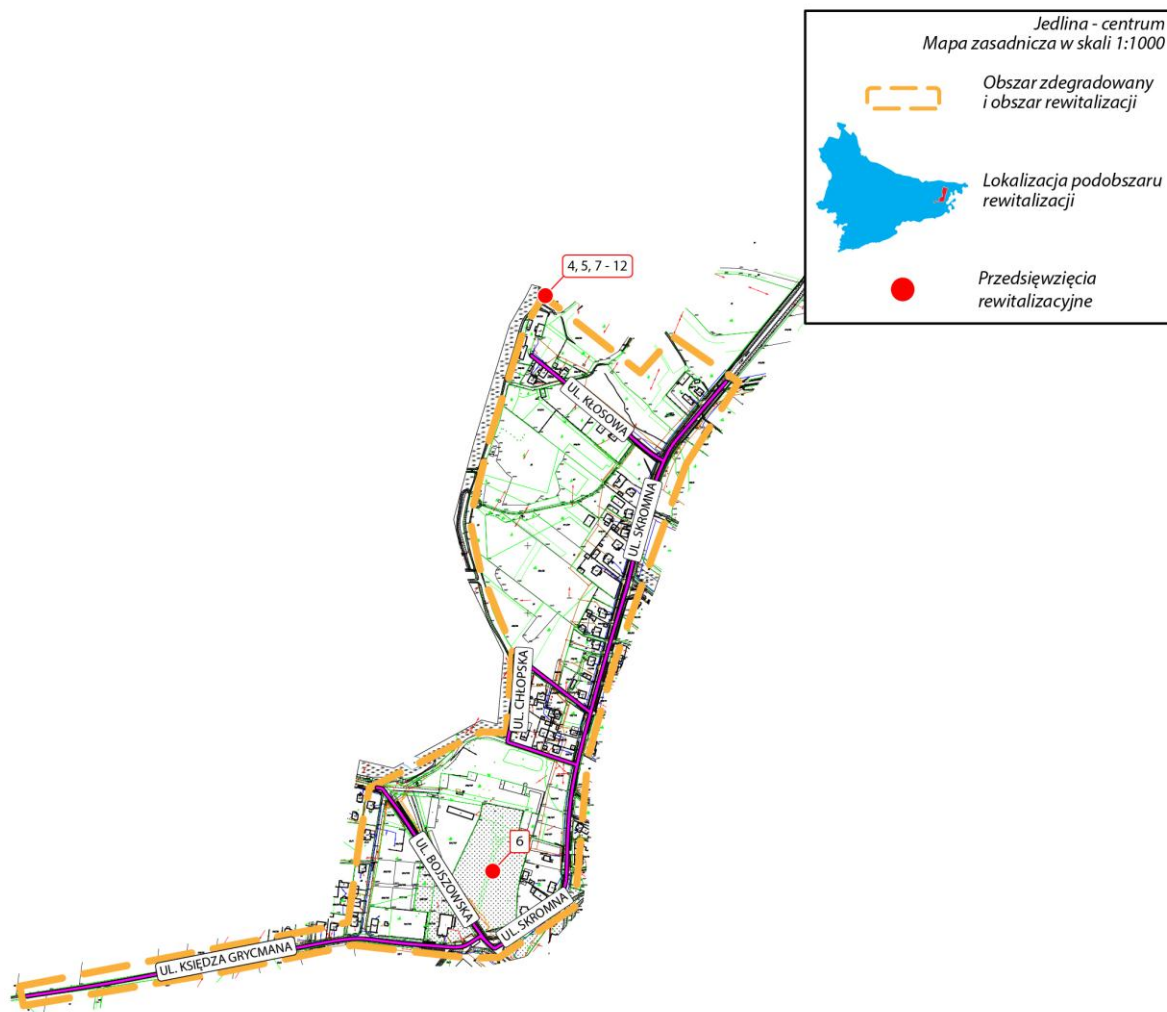 Jedlina - centrum
Mapa zasadnicza w skali 1:1000
Obszar zdegradowany
i obszar rewitalizacji
Lokalizacja podobszaru
rewitalizacji
Przedsięwzięcia
rewitalizacyjne
4, 5, 7 - 12
UL. KŁOSOWA
UL. SKROMNA
UL. CHŁOPSKA
6
UL. BOJSZOWSKA
UL. SKROMNA
UL. KSIĘDZA GRYCMANA